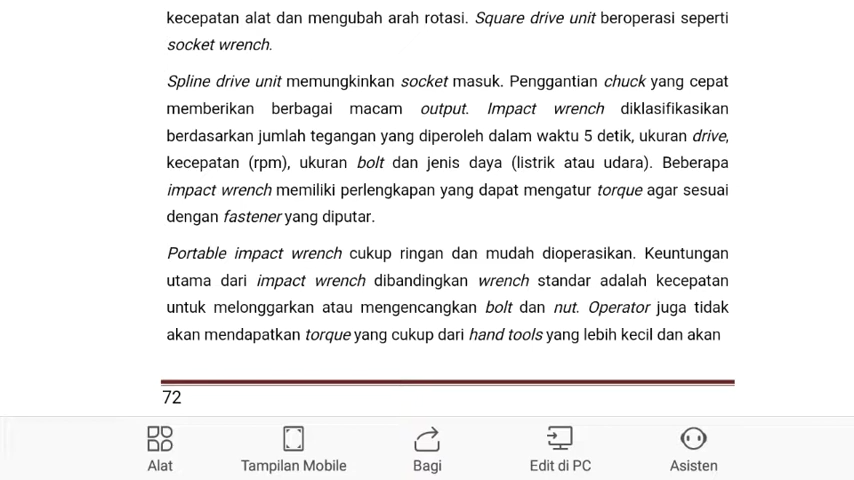 kecepatan alat dan mengubah arah rotasi. Square drive unit beroperasi seperti
socket wrench.
Spline drive unit memungkinkan socket masuk. Penggantian chuck yang cepat
memberikan berbagai macam output. Impact wrench diklasifikasikan
berdasarkan jumlah tegangan yang diperoleh dalam waktu 5 detik, ukuran drive,
kecepatan (rpm), ukuran bolt dan jenis daya (listrik atau udara). Beberapa
impact wrench memiliki perlengkapan yang dapat mengatur torque agar sesuai
dengan fastener yang diputar.
Portable impact wrench cukup ringan dan mudah dioperasikan. Keuntungan
utama dari impact wrench dibandingkan wrench standar adalah kecepatan
untuk melonggarkan atau mengencangkan bolt dan nut. Operator juga tidak
akan mendapatkan torque yang cukup dari hand tools yang lebih kecil dan akan
72
Alat
Tampilan Mobile
Bagi
Edit di PC
Asisten